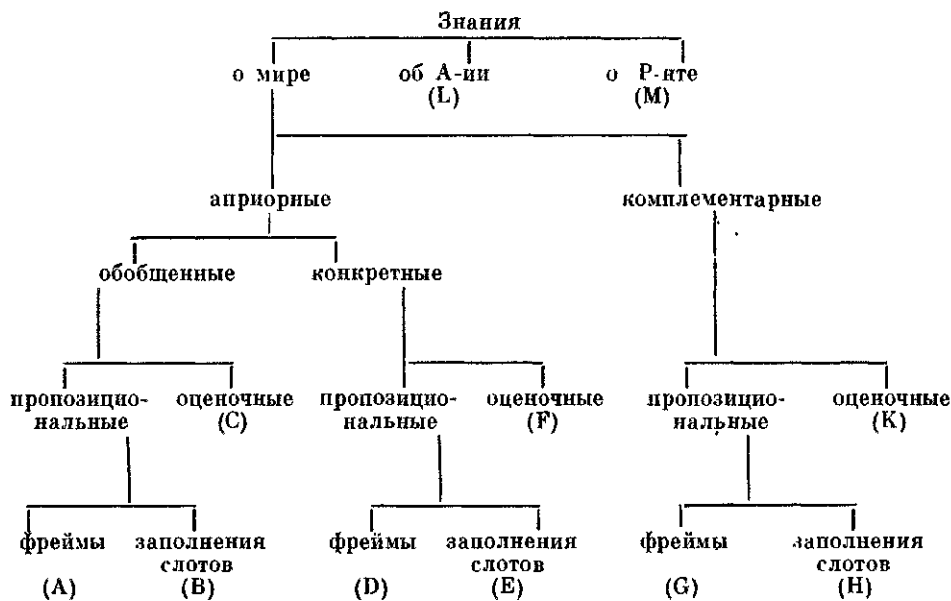 Знания
о мире об А-ии о Р-нте
(L) (M)
априорные комплементарные
обобщенные конкретные
пропозицио- оценочные пропозицио- оценочные пропозицио- оценочные
нальные (C) нальные (F) нальные (K)
фреймы заполнения фреймы заполнения фреймы заполнения
слотов слотов слотов
(A) (B) (D) (E) (G) (H)